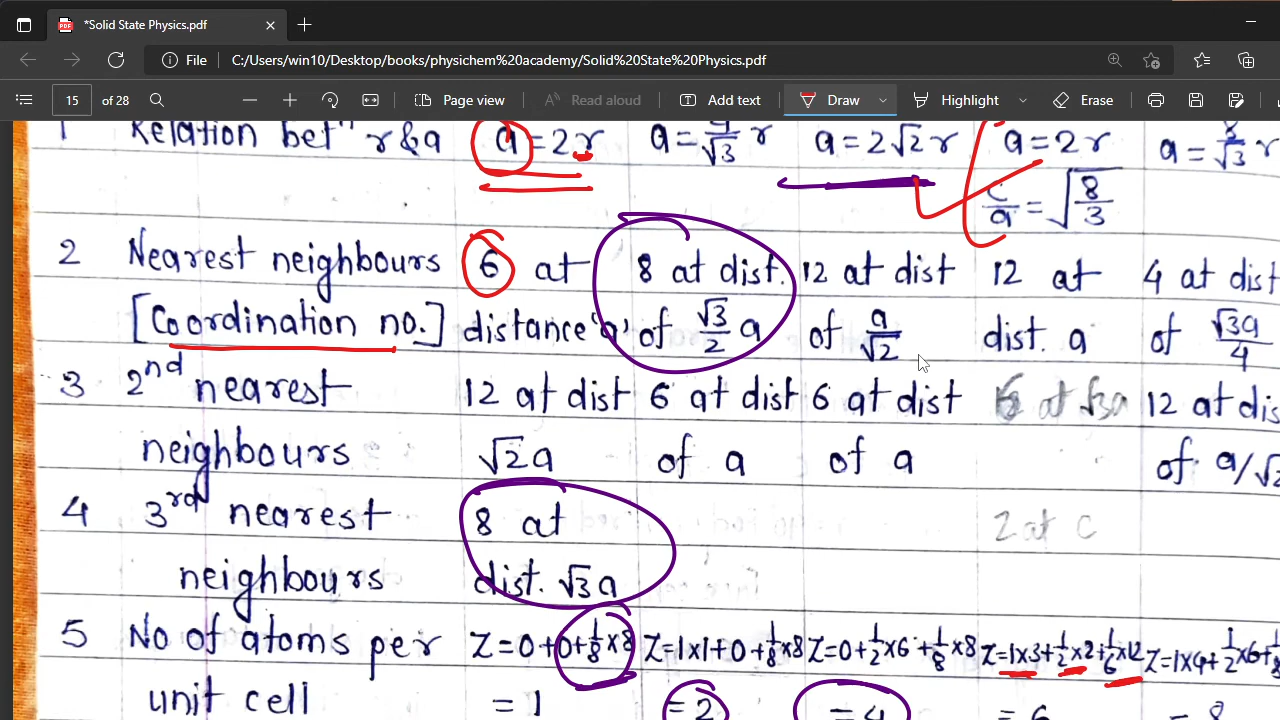 *Solid State Physics.pdf
File C:/Users/win10/Desktop/books/physichem%20academy/Solid%20State%20Physics.pdf
15 of 28 Page view Read aloud Add text Draw Highlight Erase
1 Relation betⁿ r&a a=2r a=4/√3 r a=2√2r a=2r a=8/√3 r
c/a=√(8/3)
2 Nearest neighbours 6 at 8 at dist. 12 at dist 12 at 4 at dist
[Coordination no.] distance 'a' of √3/2 a of a/√2 dist. a of √3a/4
3 2nd nearest 12 at dist 6 at dist 6 at dist at √3a 12 at dis
neighbours √2a of a of a of a/√2
4 3rd nearest 8 at 2 at c
neighbours dist. √3a
5 No of atoms per Z=0+0+1/8×8 Z=1×1+0+1/8×8 Z=0+1/2×6+1/8×8 Z=1×3+1/2×2+1/6×12 Z=1×4+1/2×6+1/8
unit cell =1 =2 =4 =6 =8